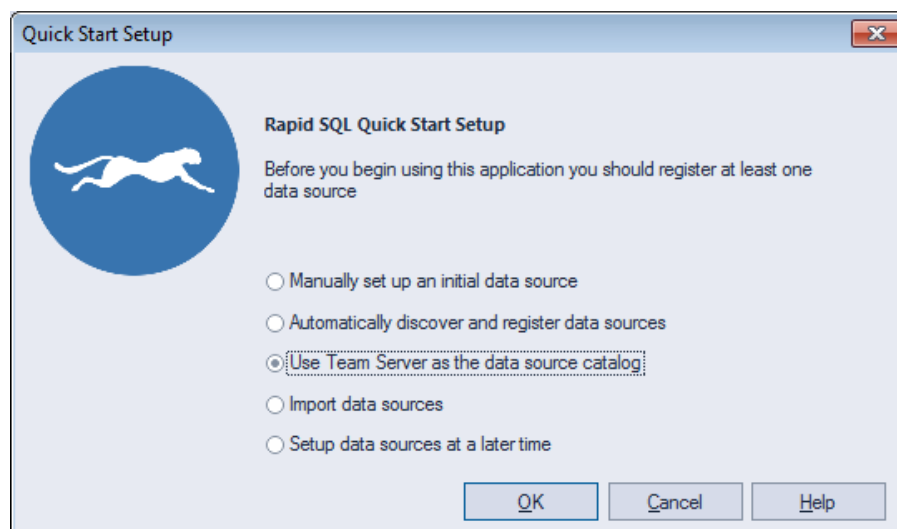 Quick Start Setup
Rapid SQL Quick Start Setup
Before you begin using this application you should register at least one
data source
Manually set up an initial data source
Automatically discover and register data sources
Use Team Server as the data source catalog
Import data sources
Setup data sources at a later time
OK Cancel Help